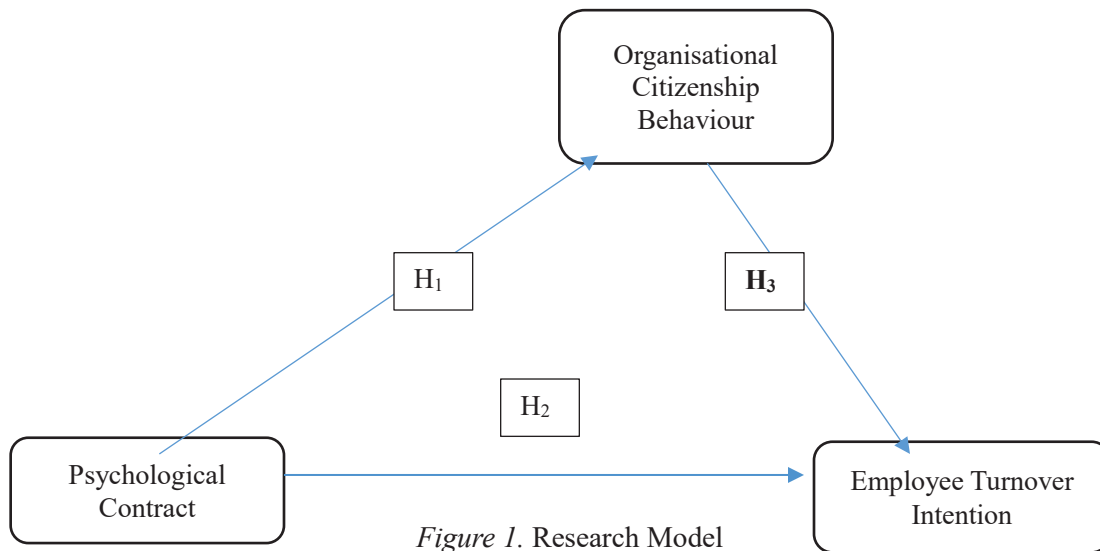 Organisational
Citizenship
Behaviour
H₁
H₃
H₂
Psychological
Contract
Employee Turnover
Intention
Figure 1. Research Model